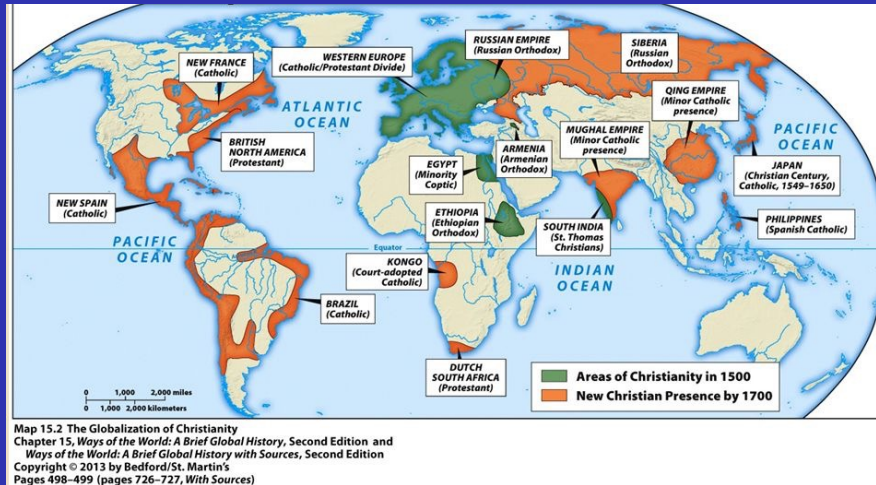 NEW FRANCE
(Catholic)
WESTERN EUROPE
(Catholic/Protestant Divide)
RUSSIAN EMPIRE
(Russian Orthodox)
SIBERIA
(Russian
Orthodox)
QING EMPIRE
(Minor Catholic
presence)
ATLANTIC
OCEAN
BRITISH
NORTH AMERICA
(Protestant)
ARMENIA
(Armenian
Orthodox)
MUGHAL EMPIRE
(Minor Catholic
presence)
PACIFIC
OCEAN
EGYPT
(Minority
Coptic)
JAPAN
(Christian Century,
Catholic, 1549–1650)
NEW SPAIN
(Catholic)
ETHIOPIA
(Ethiopian
Orthodox)
SOUTH INDIA
(St. Thomas
Christians)
PHILIPPINES
(Spanish Catholic)
PACIFIC
OCEAN
Equator
KONGO
(Court-adopted
Catholic)
INDIAN
OCEAN
BRAZIL
(Catholic)
DUTCH
SOUTH AFRICA
(Protestant)
Areas of Christianity in 1500
New Christian Presence by 1700
0 1,000 2,000 miles
0 1,000 2,000 kilometers
Map 15.2 The Globalization of Christianity
Chapter 15, Ways of the World: A Brief Global History, Second Edition and
Ways of the World: A Brief Global History with Sources, Second Edition
Copyright © 2013 by Bedford/St. Martin's
Pages 498–499 (pages 726–727, With Sources)